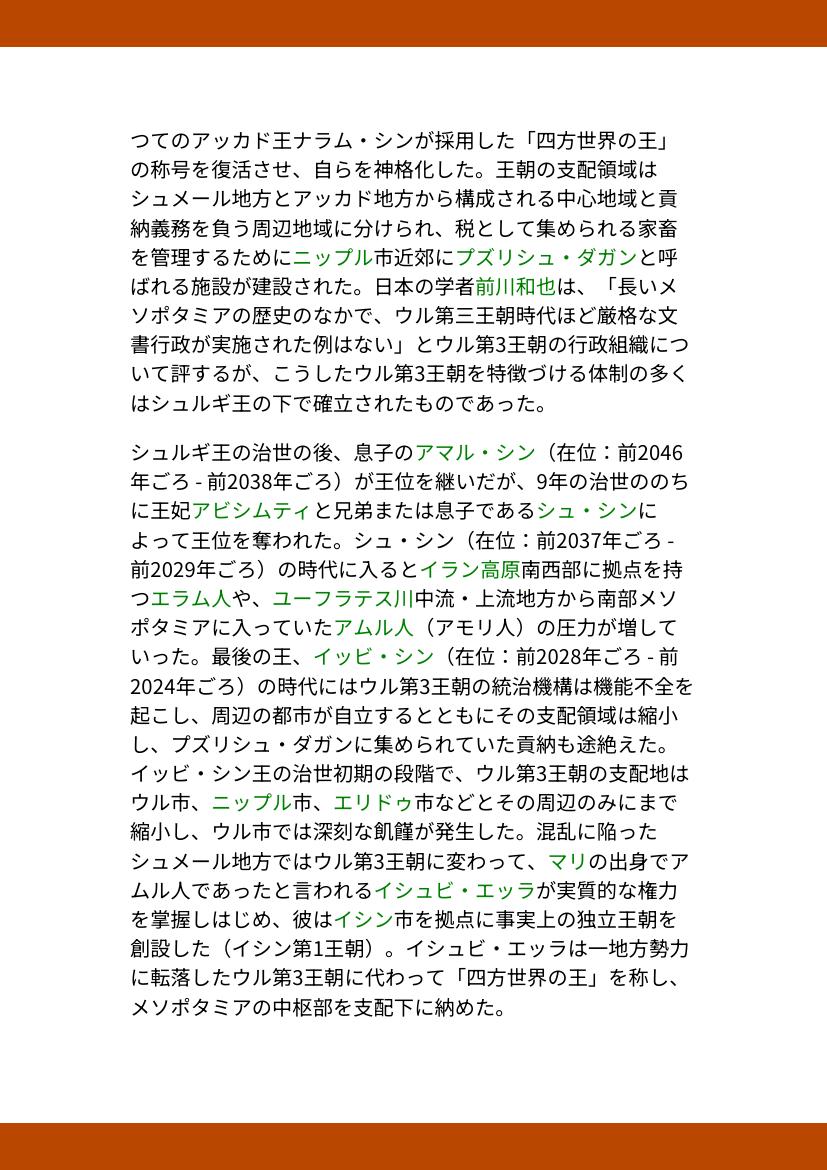 つてのアッカド王ナラム・シンが採用した「四方世界の王」
の称号を復活させ、自らを神格化した。王朝の支配領域は
シュメール地方とアッカド地方から構成される中心地域と貢
納義務を負う周辺地域に分けられ、税として集められる家畜
を管理するためにニップル市近郊にプズリシュ・ダガンと呼
ばれる施設が建設された。日本の学者前川和也は、「長いメ
ソポタミアの歴史のなかで、ウル第三王朝時代ほど厳格な文
書行政が実施された例はない」とウル第3王朝の行政組織につ
いて評するが、こうしたウル第3王朝を特徴づける体制の多く
はシュルギ王の下で確立されたものであった。
シュルギ王の治世の後、息子のアマル・シン（在位：前2046
年ごろ - 前2038年ごろ）が王位を継いだが、9年の治世ののち
に王妃アビシムティと兄弟または息子であるシュ・シンに
よって王位を奪われた。シュ・シン（在位：前2037年ごろ -
前2029年ごろ）の時代に入るとイラン高原南西部に拠点を持
つエラム人や、ユーフラテス川中流・上流地方から南部メソ
ポタミアに入っていたアムル人（アモリ人）の圧力が増して
いった。最後の王、イッビ・シン（在位：前2028年ごろ - 前
2024年ごろ）の時代にはウル第3王朝の統治機構は機能不全を
起こし、周辺の都市が自立するとともにその支配領域は縮小
し、プズリシュ・ダガンに集められていた貢納も途絶えた。
イッビ・シン王の治世初期の段階で、ウル第3王朝の支配地は
ウル市、ニップル市、エリドゥ市などとその周辺のみにまで
縮小し、ウル市では深刻な飢饉が発生した。混乱に陥った
シュメール地方ではウル第3王朝に変わって、マリの出身でア
ムル人であったと言われるイシュビ・エッラが実質的な権力
を掌握しはじめ、彼はイシン市を拠点に事実上の独立王朝を
創設した（イシン第1王朝）。イシュビ・エッラは一地方勢力
に転落したウル第3王朝に代わって「四方世界の王」を称し、
メソポタミアの中枢部を支配下に納めた。